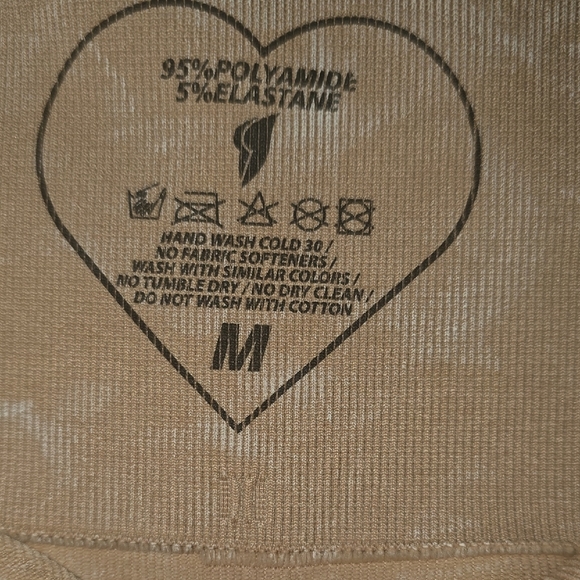 95%POLYAMIDE
5%ELASTANE
HAND WASH COLD 30 /
NO FABRIC SOFTENERS /
WASH WITH SIMILAR COLORS /
NO TUMBLE DRY / NO DRY CLEAN /
DO NOT WASH WITH COTTON
M